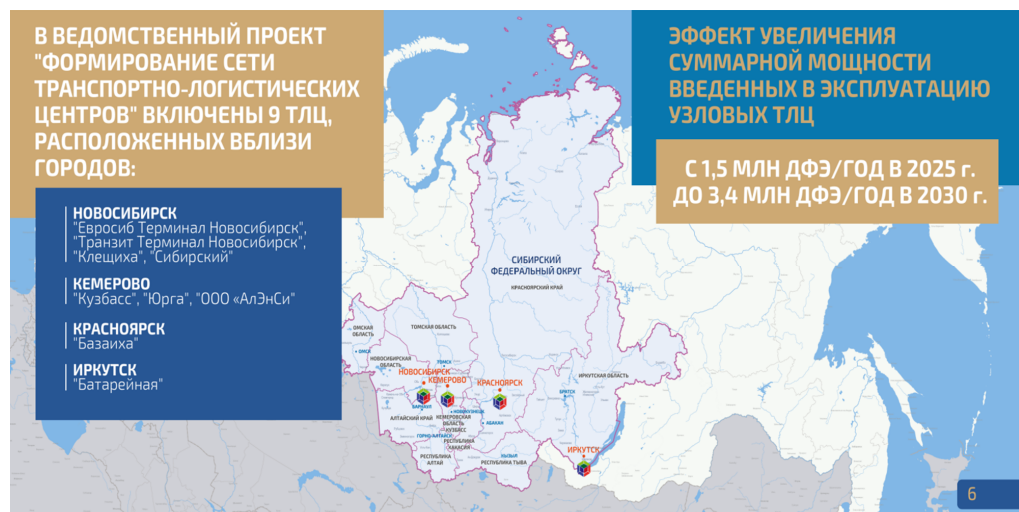 В ВЕДОМСТВЕННЫЙ ПРОЕКТ
"ФОРМИРОВАНИЕ СЕТИ
ТРАНСПОРТНО-ЛОГИСТИЧЕСКИХ
ЦЕНТРОВ" ВКЛЮЧЕНЫ 9 ТЛЦ,
РАСПОЛОЖЕННЫХ ВБЛИЗИ
ГОРОДОВ:
НОВОСИБИРСК
"Евросиб Терминал Новосибирск",
"Транзит Терминал Новосибирск",
"Клещиха", "Сибирский"
КЕМЕРОВО
"Кузбасс", "Юрга", "ООО «АлЭнСи"
КРАСНОЯРСК
"Базаиха"
ИРКУТСК
"Батарейная"
ЭФФЕКТ УВЕЛИЧЕНИЯ
СУММАРНОЙ МОЩНОСТИ
ВВЕДЕННЫХ В ЭКСПЛУАТАЦИЮ
УЗЛОВЫХ ТЛЦ
С 1,5 МЛН ДФЭ/ГОД В 2025 г.
ДО 3,4 МЛН ДФЭ/ГОД В 2030 г.
СИБИРСКИЙ
ФЕДЕРАЛЬНЫЙ ОКРУГ
КРАСНОЯРСКИЙ КРАЙ
ОМСКАЯ
ОБЛАСТЬ
ТОМСКАЯ ОБЛАСТЬ
ОМСК
НОВОСИБИРСКАЯ
ОБЛАСТЬ
ТОМСК
НОВОСИБИРСК
КЕМЕРОВО
КРАСНОЯРСК
ИРКУТСКАЯ ОБЛАСТЬ
БРАТСК
БАРНАУЛ
НОВОКУЗНЕЦК
АЛТАЙСКИЙ КРАЙ
КЕМЕРОВСКАЯ
ОБЛАСТЬ
КУЗБАСС
АБАКАН
ГОРНО-АЛТАЙСК
РЕСПУБЛИКА
ХАКАСИЯ
РЕСПУБЛИКА
АЛТАЙ
КЫЗЫЛ
РЕСПУБЛИКА ТЫВА
ИРКУТСК
6